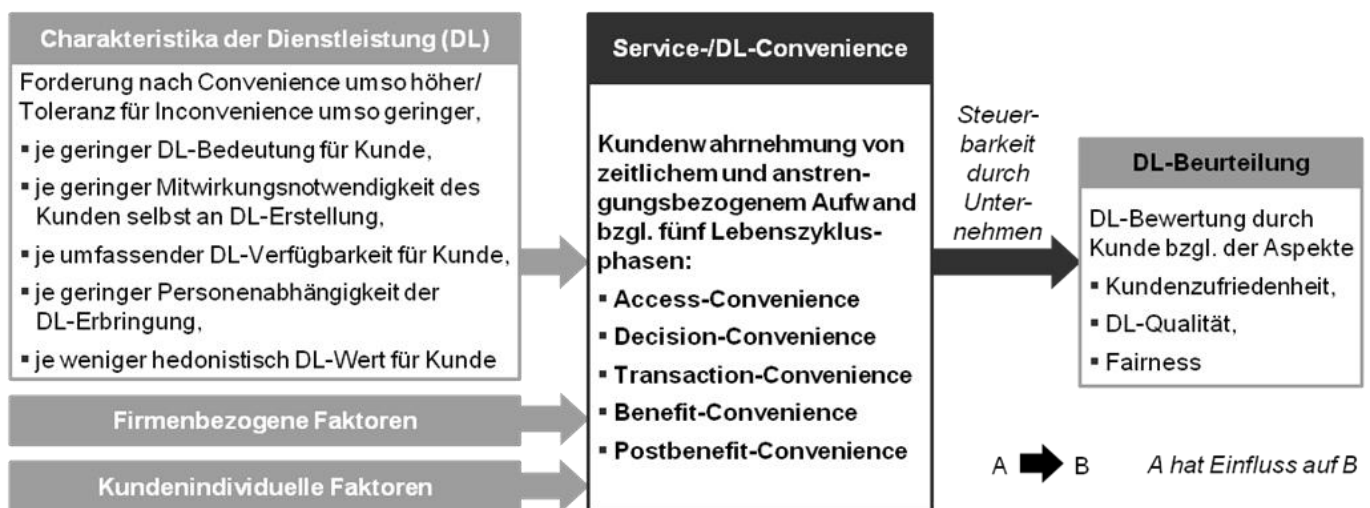 Charakteristika der Dienstleistung (DL)
Forderung nach Convenience umso höher/
Toleranz für Inconvenience umso geringer,
▪ je geringer DL-Bedeutung für Kunde,
▪ je geringer Mitwirkungsnotwendigkeit des
Kunden selbst an DL-Erstellung,
▪ je umfassender DL-Verfügbarkeit für Kunde,
▪ je geringer Personenabhängigkeit der
DL-Erbringung,
▪ je weniger hedonistisch DL-Wert für Kunde
Firmenbezogene Faktoren
Kundenindividuelle Faktoren
Service-/DL-Convenience
Kundenwahrnehmung von
zeitlichem und anstren-
gungsbezogenem Aufwand
bzgl. fünf Lebenszyklus-
phasen:
▪ Access-Convenience
▪ Decision-Convenience
▪ Transaction-Convenience
▪ Benefit-Convenience
▪ Postbenefit-Convenience
Steuer-
barkeit
durch
Unter-
nehmen
DL-Beurteilung
DL-Bewertung durch
Kunde bzgl. der Aspekte
▪ Kundenzufriedenheit,
▪ DL-Qualität,
▪ Fairness
A B A hat Einfluss auf B